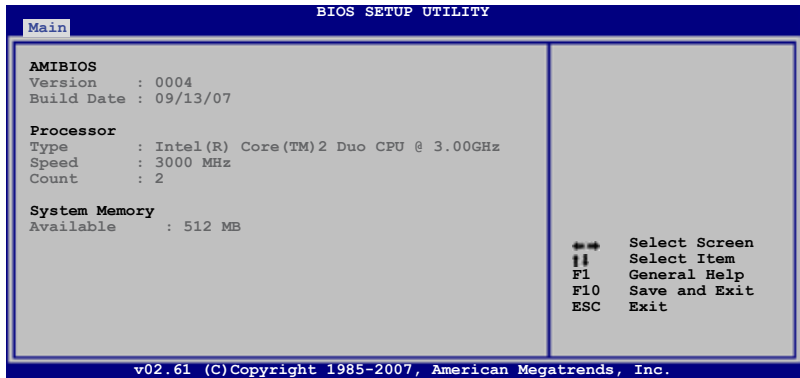 BIOS SETUP UTILITY
Main
AMIBIOS
Version : 0004
Build Date : 09/13/07
Processor
Type : Intel(R) Core(TM)2 Duo CPU @ 3.00GHz
Speed : 3000 MHz
Count : 2
System Memory
Available : 512 MB
←→ Select Screen
↑↓ Select Item
F1 General Help
F10 Save and Exit
ESC Exit
v02.61 (C)Copyright 1985-2007, American Megatrends, Inc.